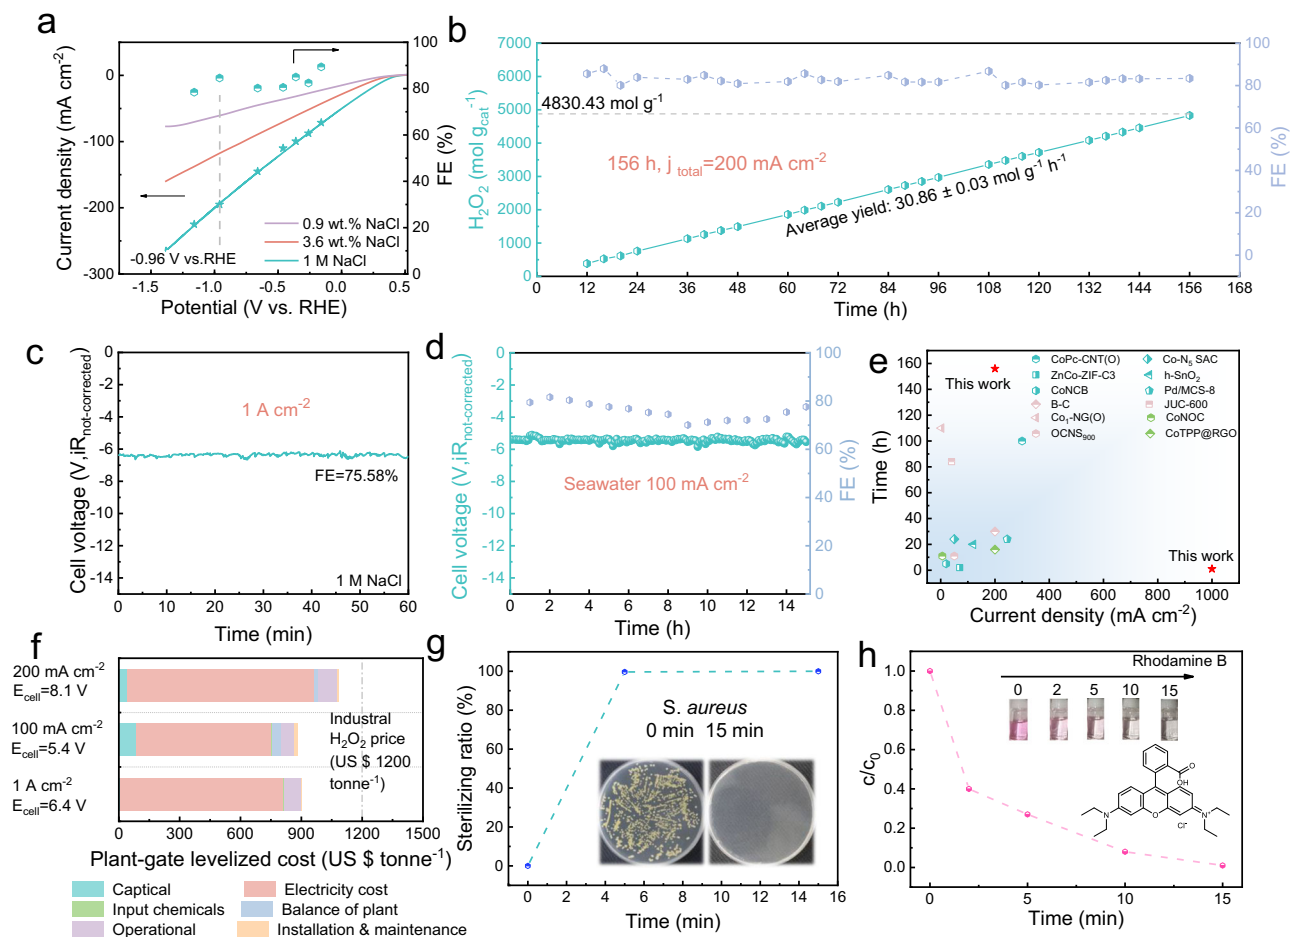 a
Current density (mA cm⁻²)
0
-100
-200
-300
100
80
60
40
20
0
FE (%)
0.9 wt.% NaCl
3.6 wt.% NaCl
1 M NaCl
-0.96 V vs.RHE
-1.5 -1.0 -0.5 0.0 0.5
Potential (V vs. RHE)
b
H₂O₂ (mol g_cat⁻¹)
7000
6000
5000
4000
3000
2000
1000
0
4830.43 mol g⁻¹
156 h, j total=200 mA cm⁻²
Average yield: 30.86 ± 0.03 mol g⁻¹ h⁻¹
100
80
60
40
20
0
FE (%)
0 12 24 36 48 60 72 84 96 108 120 132 144 156 168
Time (h)
c
Cell voltage (V,iR_not-corrected)
0
-2
-4
-6
-8
-10
-12
-14
1 A cm⁻²
FE=75.58%
1 M NaCl
0 10 20 30 40 50 60
Time (min)
d
Cell voltage (V,iR_not-corrected)
0
-2
-4
-6
-8
-10
-12
-14
Seawater 100 mA cm⁻²
100
80
60
40
20
0
FE (%)
0 2 4 6 8 10 12 14
Time (h)
e
Time (h)
160
140
120
100
80
60
40
20
0
This work
CoPc-CNT(O)
ZnCo-ZIF-C3
CoNCB
B-C
Co₁-NG(O)
OCNS₉₀₀
Co-N₅ SAC
h-SnO₂
Pd/MCS-8
JUC-600
CoNOC
CoTPP@RGO
This work
0 200 400 600 800 1000
Current density (mA cm⁻²)
f
200 mA cm⁻²
E_cell=8.1 V
100 mA cm⁻²
E_cell=5.4 V
1 A cm⁻²
E_cell=6.4 V
Industral
H₂O₂ price
(US $ 1200
tonne⁻¹)
0 300 600 900 1200 1500
Plant-gate levelized cost (US $ tonne⁻¹)
Captical
Electricity cost
Input chemicals
Balance of plant
Operational
Installation & maintenance
g
Sterilizing ratio (%)
100
80
60
40
20
0
S. aureus
0 min 15 min
0 2 4 6 8 10 12 14 16
Time (min)
h
c/c₀
1.0
0.8
0.6
0.4
0.2
0.0
Rhodamine B
0 2 5 10 15
O
OH
N
O
N⁺
Cl⁻
0 5 10 15
Time (min)